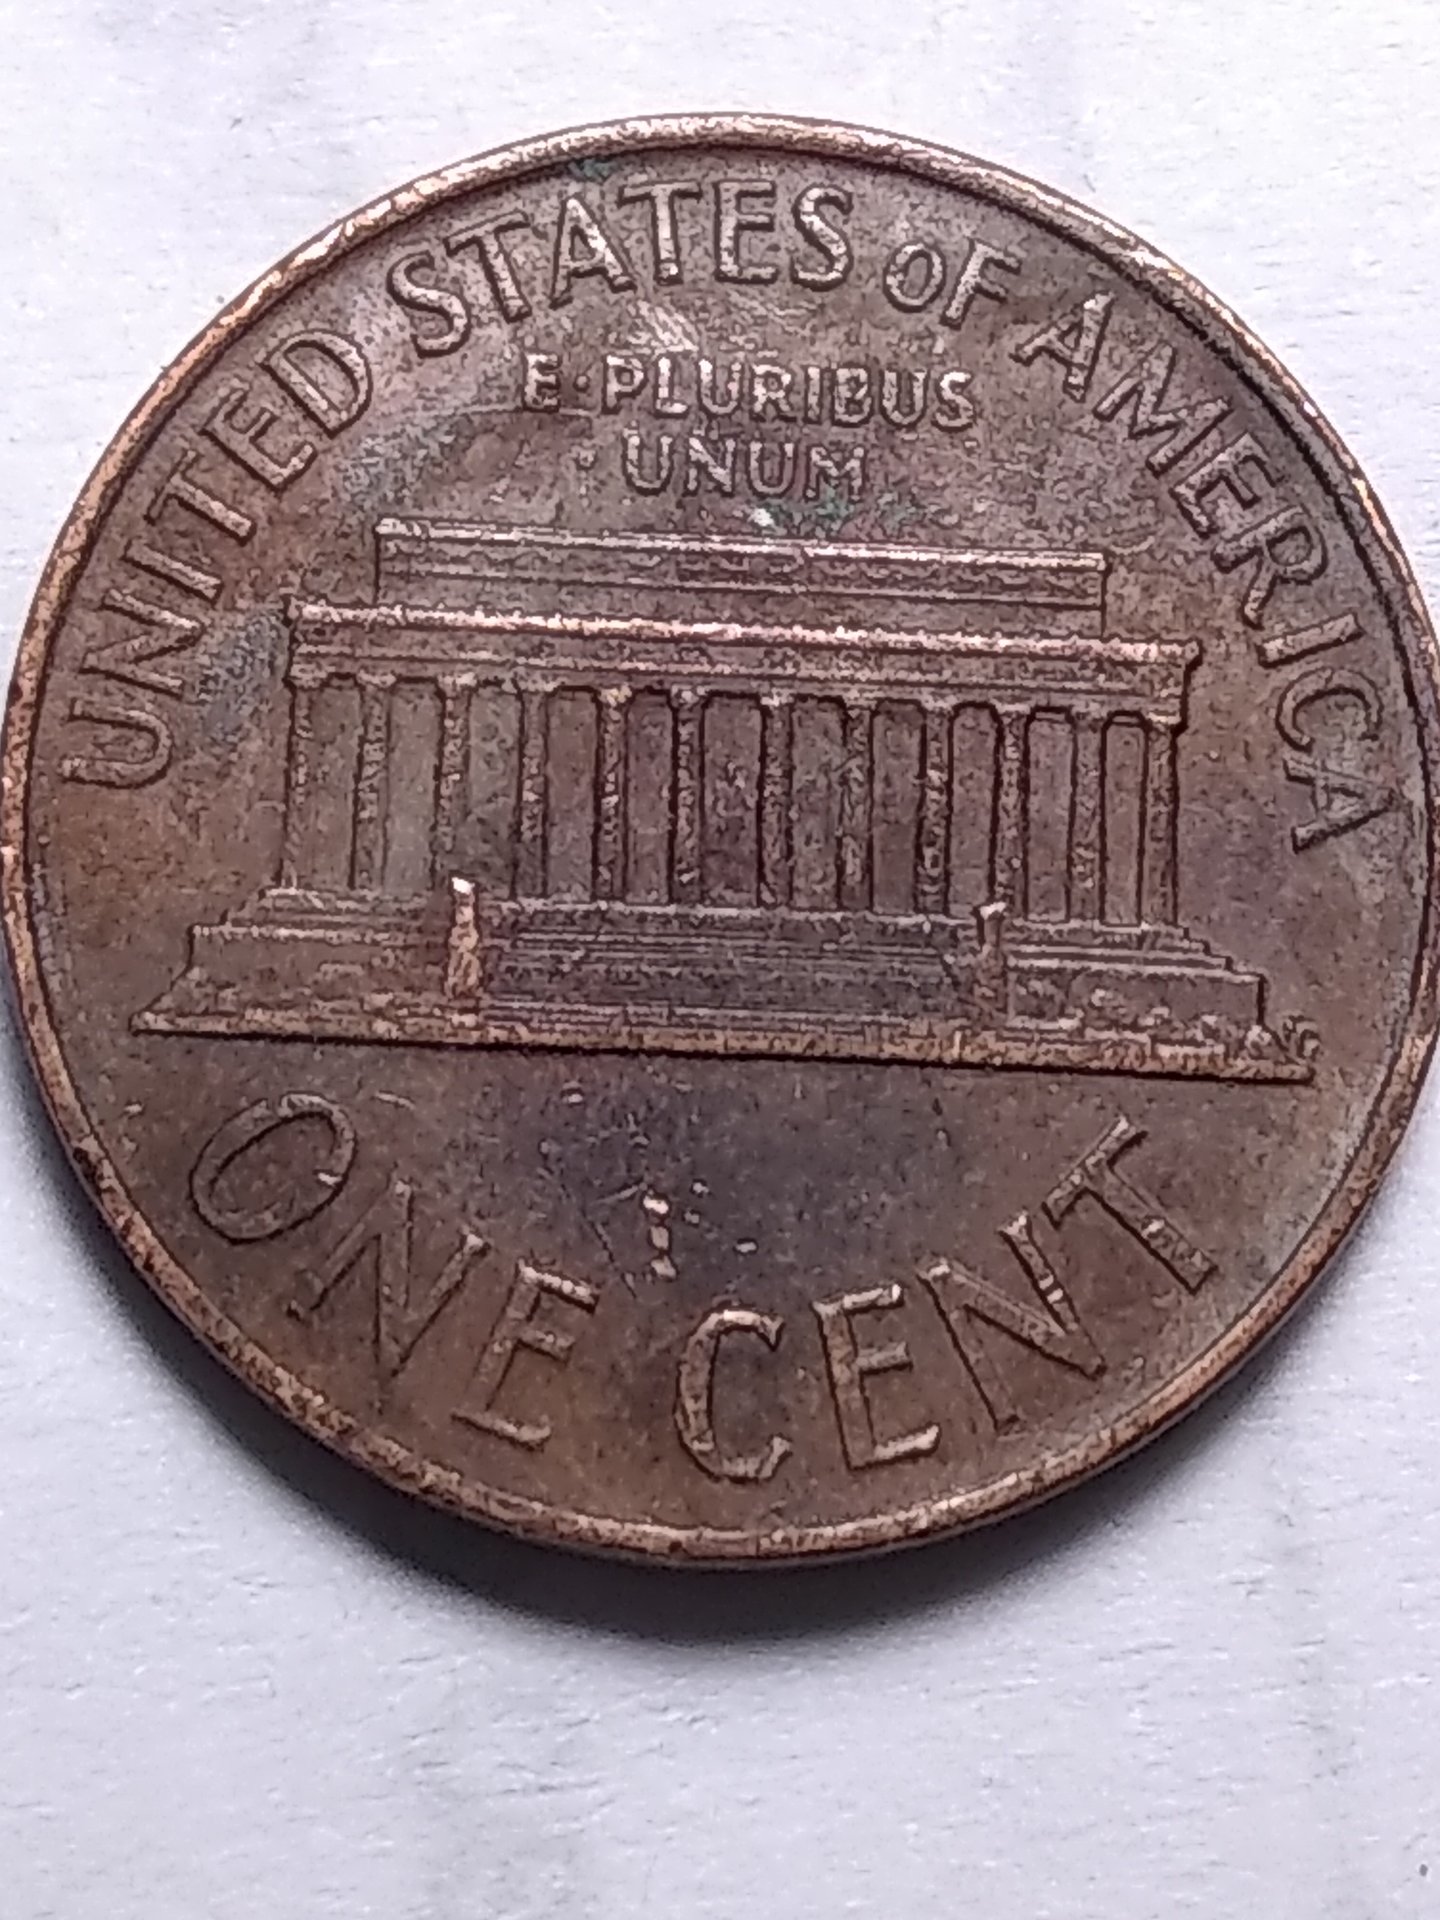 UNITED STATES OF AMERICA
E·PLURIBUS
·UNUM
ONE CENT